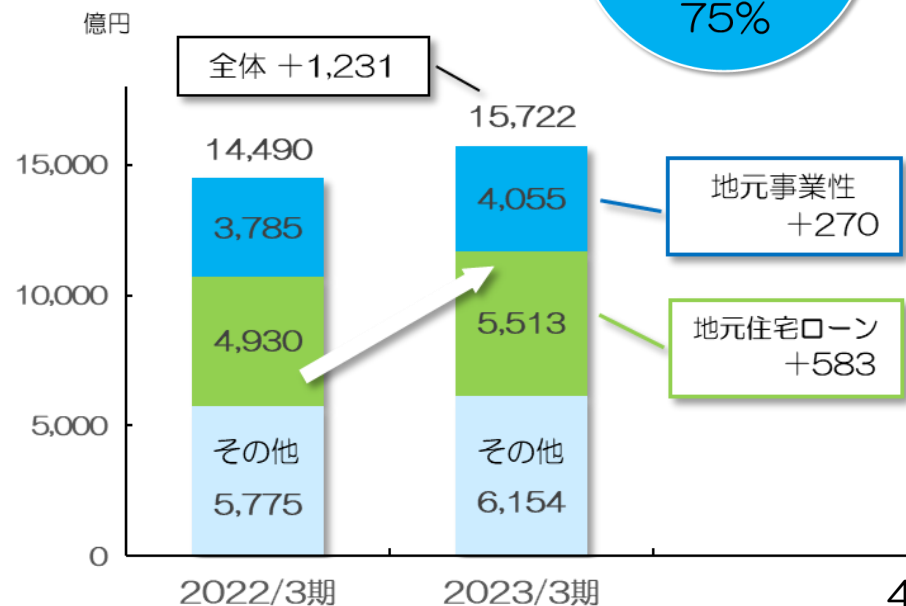 億円
75%
全体 +1,231
15,722
14,490
15,000
4,055
地元事業性
+270
3,785
10,000
5,513
地元住宅ローン
+583
4,930
5,000
その他
その他
5,775
6,154
0
2022/3期
2023/3期
4